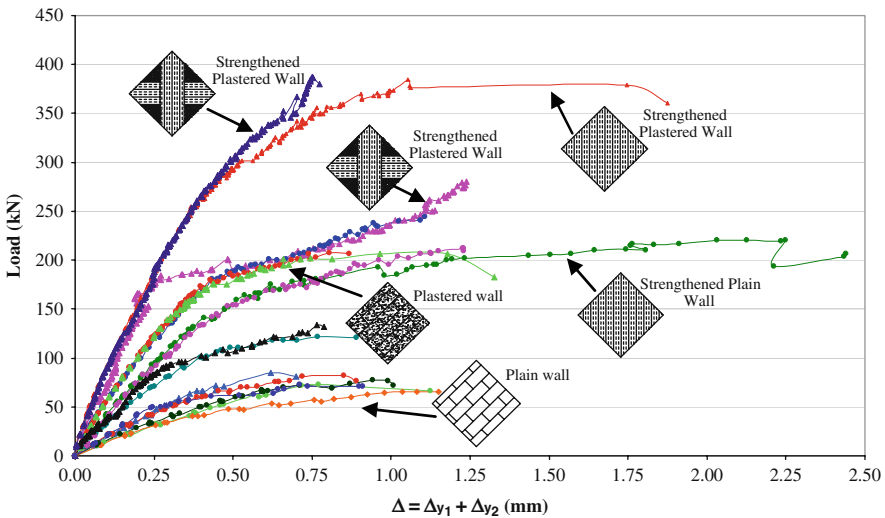 450
400
350
300
250
200
150
100
50
0
Load (kN)
Strengthened
Plastered Wall
Strengthened
Plastered Wall
Strengthened
Plastered Wall
Plastered wall
Strengthened Plain
Wall
Plain wall
0.00 0.25 0.50 0.75 1.00 1.25 1.50 1.75 2.00 2.25 2.50
Δ = Δy₁ + Δy₂ (mm)